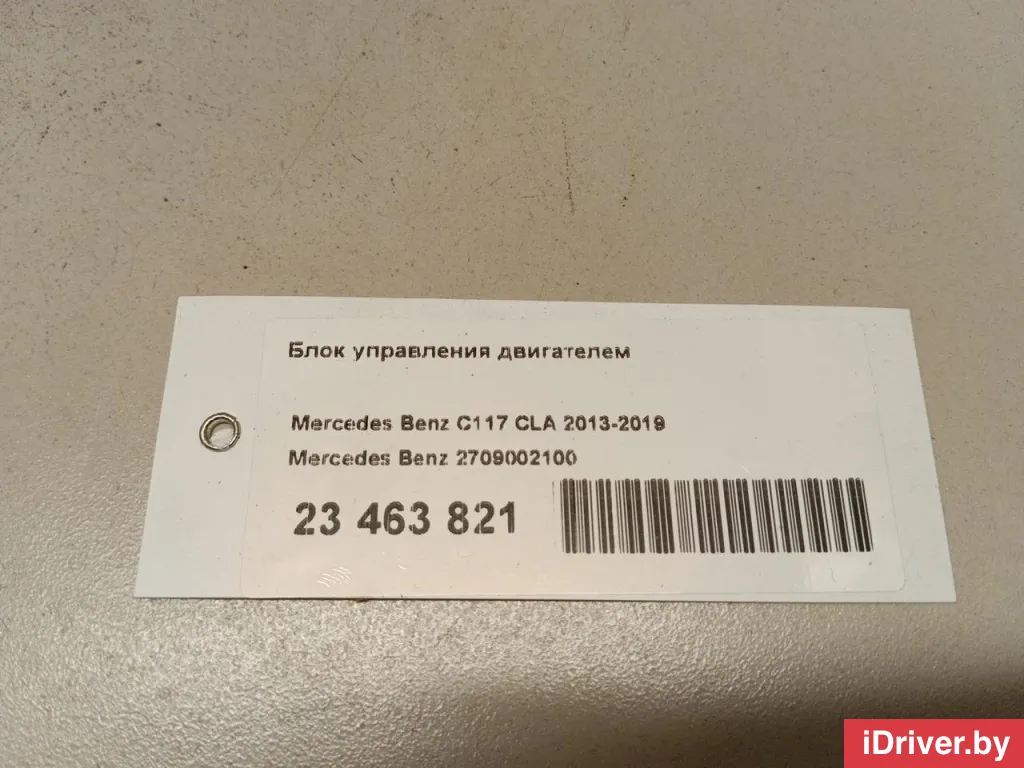 Блок управления двигателем
Mercedes Benz C117 CLA 2013-2019
Mercedes Benz 2709002100
23 463 821
iDriver.by